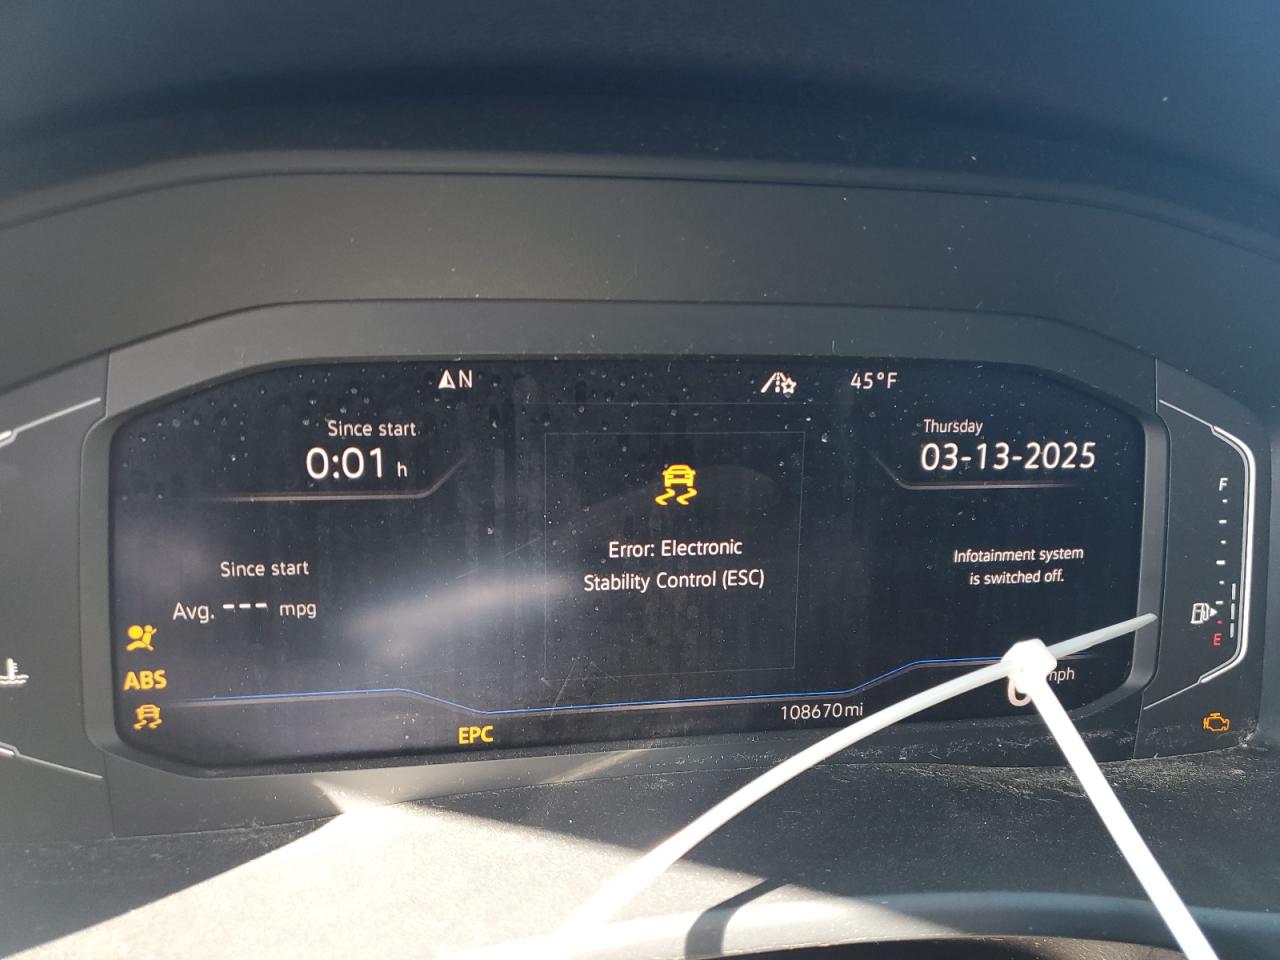 N
45°F
Since start
0:01 h
Thursday
03-13-2025
F
Error: Electronic
Stability Control (ESC)
Infotainment system
is switched off.
Since start
Avg. --- mpg
E
ABS
mph
108670mi
EPC